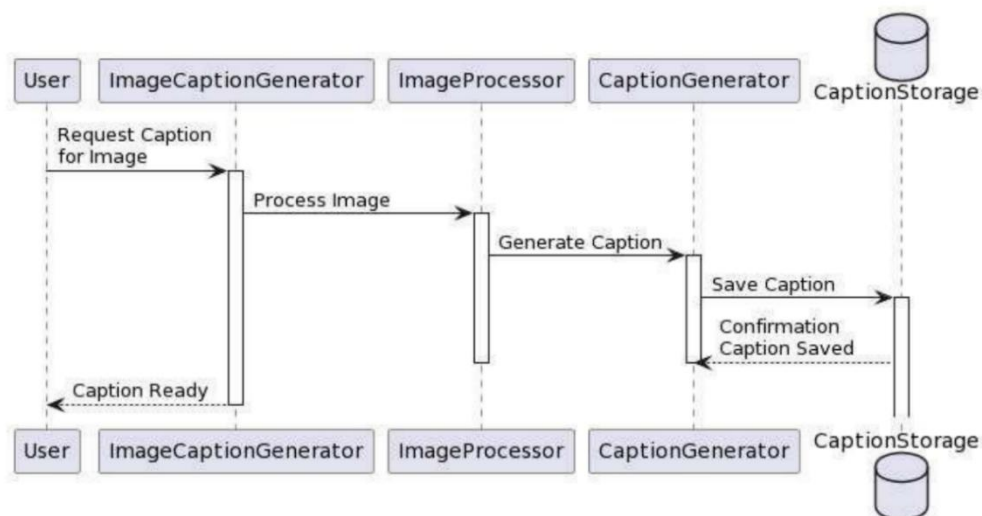 CaptionStorage
User
ImageCaptionGenerator
ImageProcessor
CaptionGenerator
Request Caption
for Image
Process Image
Generate Caption
Save Caption
Confirmation
Caption Saved
Caption Ready
User
ImageCaptionGenerator
ImageProcessor
CaptionGenerator
CaptionStorage